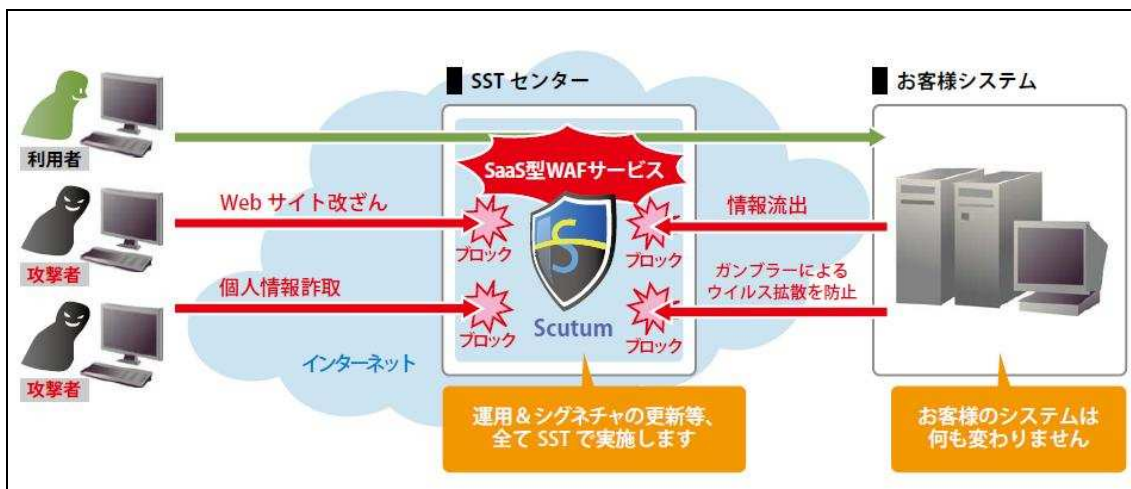 SST センター
お客様システム
利用者
SaaS型WAFサービス
Web サイト改ざん
情報流出
攻撃者
ブロック
ブロック
個人情報詐取
ガンブラーによる
ウイルス拡散を防止
Scutum
ブロック
ブロック
攻撃者
インターネット
運用&シグネチャの更新等、
全て SST で実施します
お客様のシステムは
何も変わりません